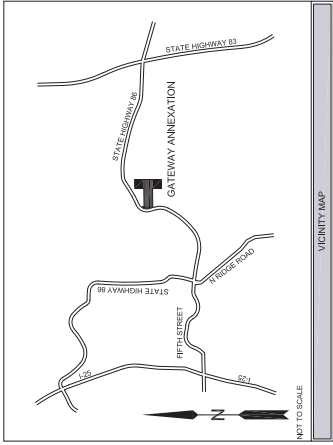 STATE HIGHWAY 83
STATE HIGHWAY 86
GATEWAY ANNEXATION
STATE HIGHWAY 86
N RIDGE ROAD
FIFTH STREET
I-25
I-25
N
NOT TO SCALE
VICINITY MAP